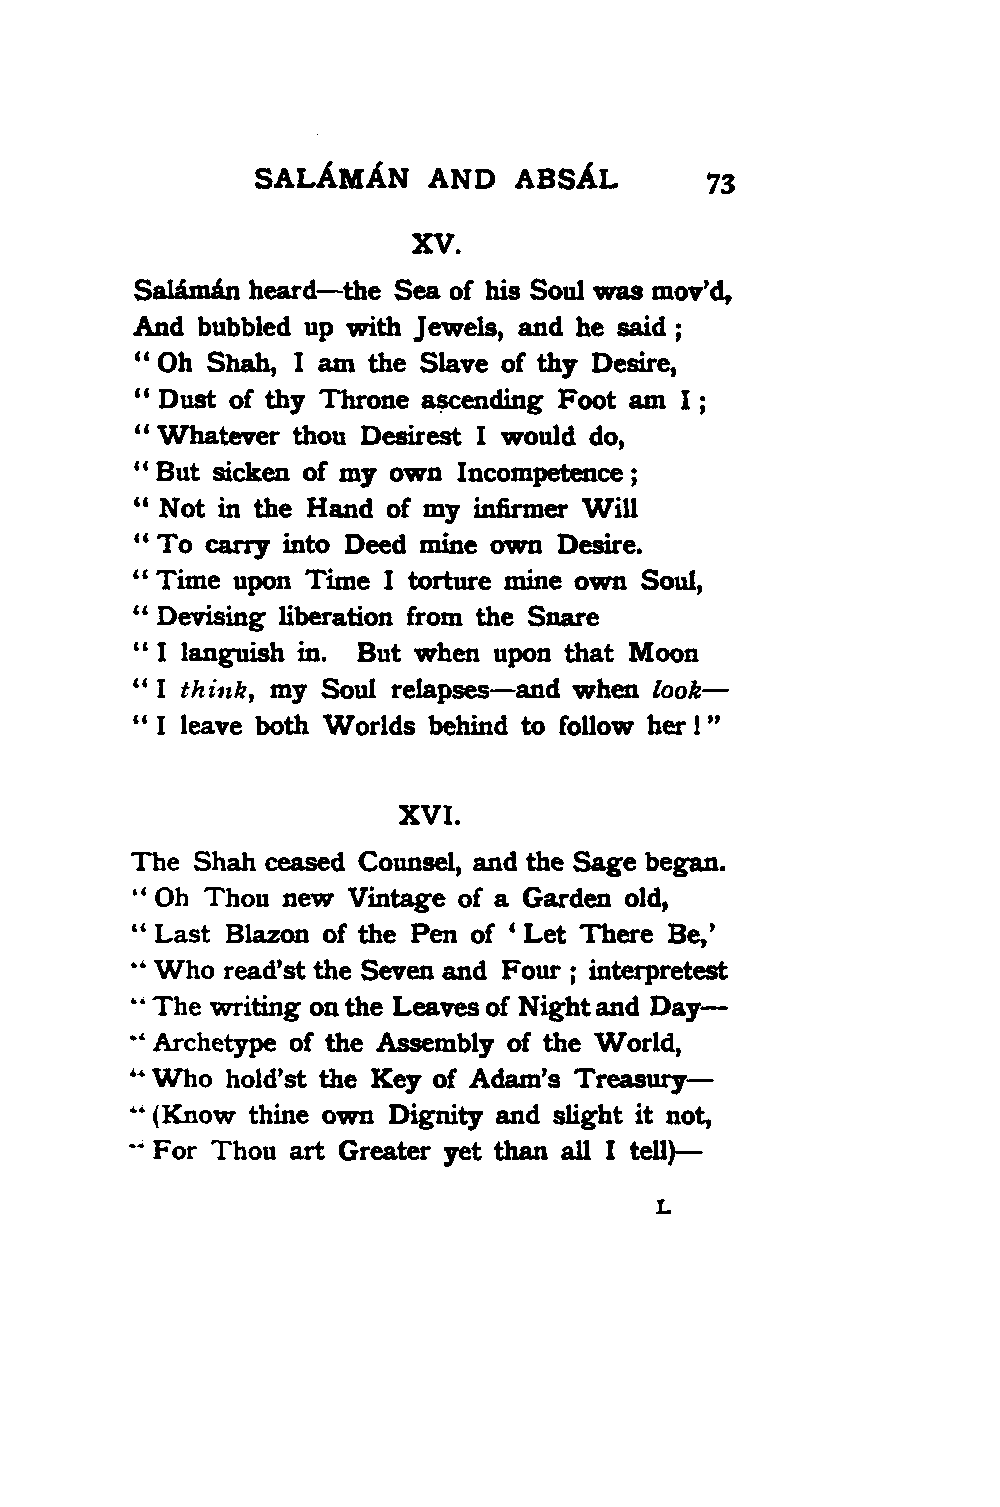 SALÁMÁN AND ABSÁL 73
XV.
Salámán heard—the Sea of his Soul was mov'd,
And bubbled up with Jewels, and he said ;
“ Oh Shah, I am the Slave of thy Desire,
“ Dust of thy Throne ascending Foot am I ;
“ Whatever thou Desirest I would do,
“ But sicken of my own Incompetence ;
“ Not in the Hand of my infirmer Will
“ To carry into Deed mine own Desire.
“ Time upon Time I torture mine own Soul,
“ Devising liberation from the Snare
“ I languish in. But when upon that Moon
“ I think, my Soul relapses—and when look—
“ I leave both Worlds behind to follow her ! ”
XVI.
The Shah ceased Counsel, and the Sage began.
“ Oh Thou new Vintage of a Garden old,
“ Last Blazon of the Pen of ‘ Let There Be,’
“ Who read'st the Seven and Four ; interpretest
“ The writing on the Leaves of Night and Day—
“ Archetype of the Assembly of the World,
“ Who hold'st the Key of Adam's Treasury—
“ (Know thine own Dignity and slight it not,
“ For Thou art Greater yet than all I tell)—
L